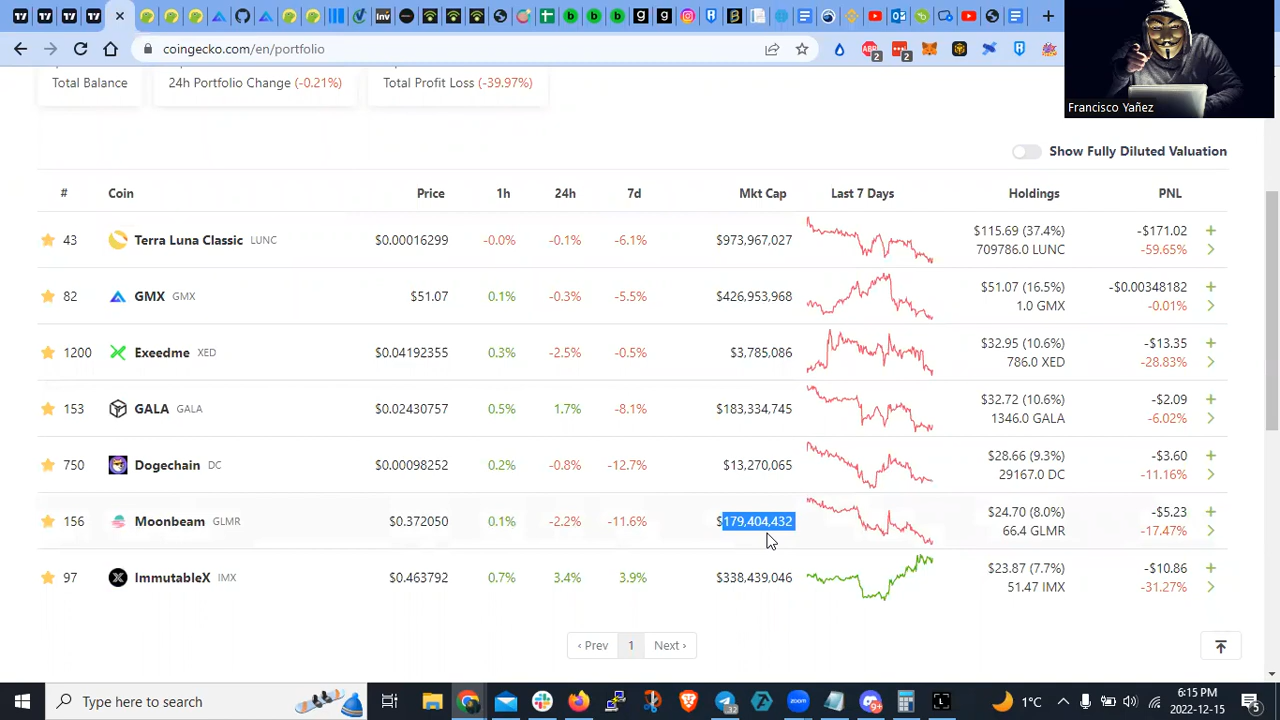 coingecko.com/en/portfolio
2
2
Francisco Yañez
Total Balance
24h Portfolio Change (-0.21%)
Total Profit Loss (-39.97%)
Show Fully Diluted Valuation
# Coin Price 1h 24h 7d Mkt Cap Last 7 Days Holdings PNL
43 Terra Luna Classic LUNC $0.00016299 -0.0% -0.1% -6.1% $973,967,027 $115.69 (37.4%) -$171.02
709786.0 LUNC -59.65%
82 GMX GMX $51.07 0.1% -0.3% -5.5% $426,953,968 $51.07 (16.5%) -$0.00348182
1.0 GMX -0.01%
1200 Exeedme XED $0.04192355 0.3% -2.5% -0.5% $3,785,086 $32.95 (10.6%) -$13.35
786.0 XED -28.83%
153 GALA GALA $0.02430757 0.5% 1.7% -8.1% $183,334,745 $32.72 (10.6%) -$2.09
1346.0 GALA -6.02%
750 Dogechain DC $0.00098252 0.2% -0.8% -12.7% $13,270,065 $28.66 (9.3%) -$3.60
29167.0 DC -11.16%
156 Moonbeam GLMR $0.372050 0.1% -2.2% -11.6% $179,404,432 $24.70 (8.0%) -$5.23
66.4 GLMR -17.47%
97 ImmutableX IMX $0.463792 0.7% 3.4% 3.9% $338,439,046 $23.87 (7.7%) -$10.86
51.47 IMX -31.27%
‹ Prev 1 Next ›
Type here to search
32
zoom
9+
L
1°C
6:15 PM
2022-12-15
5